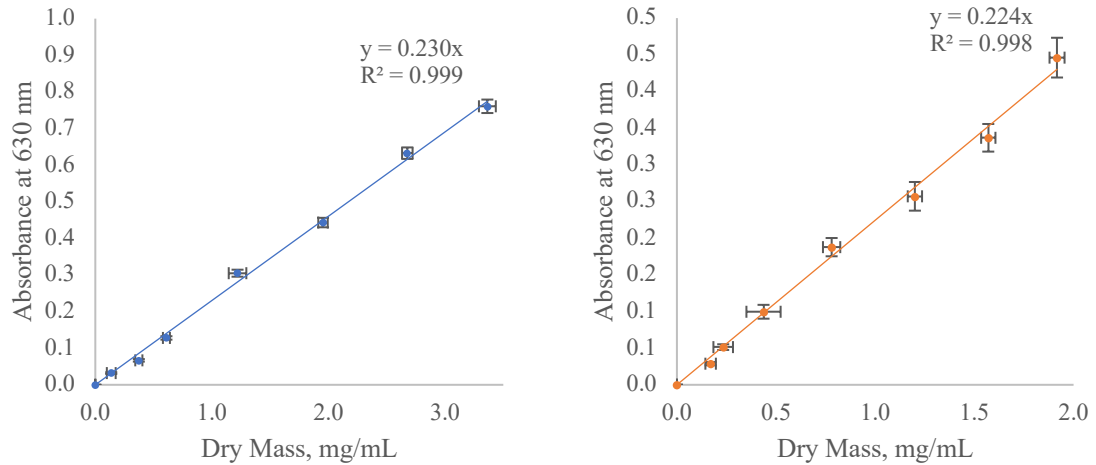 y = 0.230x
R² = 0.999
1.0
0.9
0.8
0.7
0.6
0.5
0.4
0.3
0.2
0.1
0.0
Absorbance at 630 nm
0.0 1.0 2.0 3.0
Dry Mass, mg/mL
y = 0.224x
R² = 0.998
0.5
0.5
0.4
0.4
0.3
0.3
0.2
0.2
0.1
0.1
0.0
Absorbance at 630 nm
0.0 0.5 1.0 1.5 2.0
Dry Mass, mg/mL